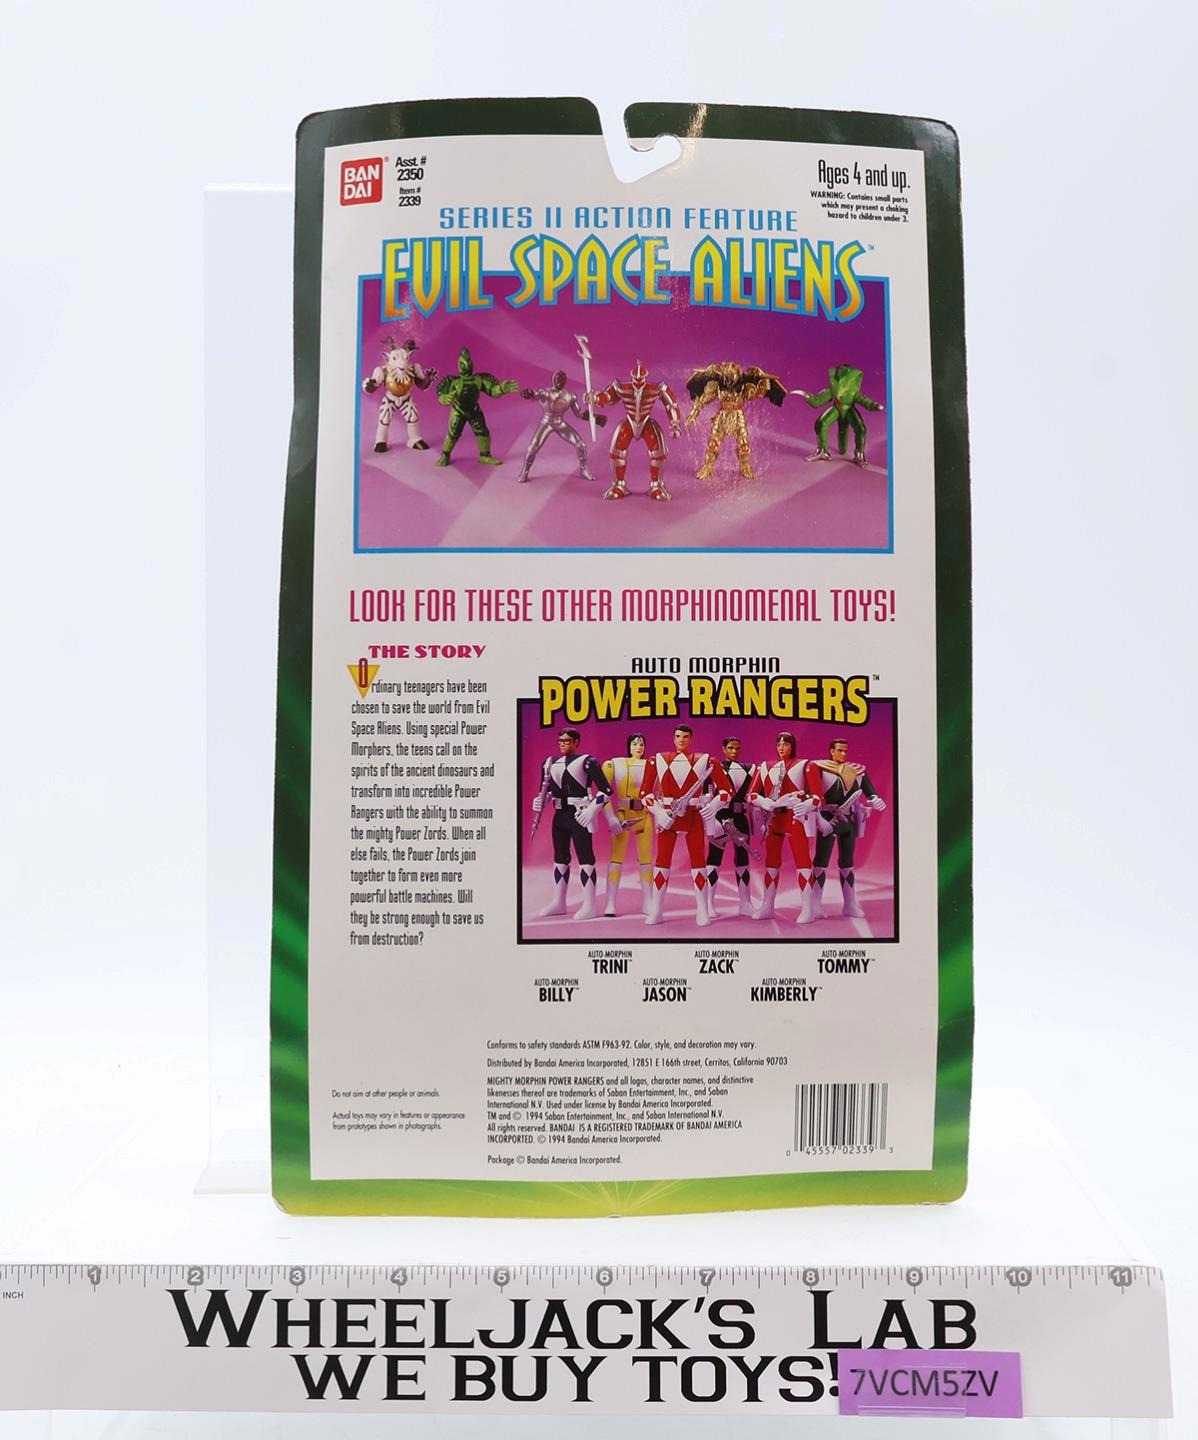 BAN
DAI
®
Asst. #
2350
Item #
2339
Ages 4 and up.
WARNING: Contains small parts
which may present a choking
hazard to children under 3.
SERIES II ACTION FEATURE
EVIL SPACE ALIENS™
LOOK FOR THESE OTHER MORPHINOMENAL TOYS!
THE STORY
Ordinary teenagers have been
chosen to save the world from Evil
Space Aliens. Using special Power
Morphers, the teens call on the
spirits of the ancient dinosaurs and
transform into incredible Power
Rangers with the ability to summon
the mighty Power Zords. When all
else fails, the Power Zords join
together to form even more
powerful battle machines. Will
they be strong enough to save us
from destruction?
AUTO MORPHIN
POWER RANGERS™
AUTO-MORPHIN
TRINI™
AUTO-MORPHIN
ZACK™
AUTO-MORPHIN
TOMMY™
AUTO-MORPHIN
BILLY™
AUTO-MORPHIN
JASON™
AUTO-MORPHIN
KIMBERLY™
Do not aim at other people or animals.
Actual toys may vary in features or appearance
from prototypes shown in photographs.
Conforms to safety standards ASTM F963-92. Color, style, and decoration may vary.
Distributed by Bandai America Incorporated, 12851 E 166th street, Cerritos, California 90703
MIGHTY MORPHIN POWER RANGERS and all logos, character names, and distinctive
likenesses thereof are trademarks of Saban Entertainment, Inc., and Saban
International N.V. Used under license by Bandai America Incorporated.
TM and © 1994 Saban Entertainment, Inc., and Saban International N.V.
All rights reserved. BANDAI IS A REGISTERED TRADEMARK OF BANDAI AMERICA
INCORPORATED. © 1994 Bandai America Incorporated.
Package © Bandai America Incorporated.
0 45557 02339 3
INCH
1 2 3 4 5 6 7 8 9 10 11
WHEELJACK'S LAB
WE BUY TOYS!
7VCM5ZV